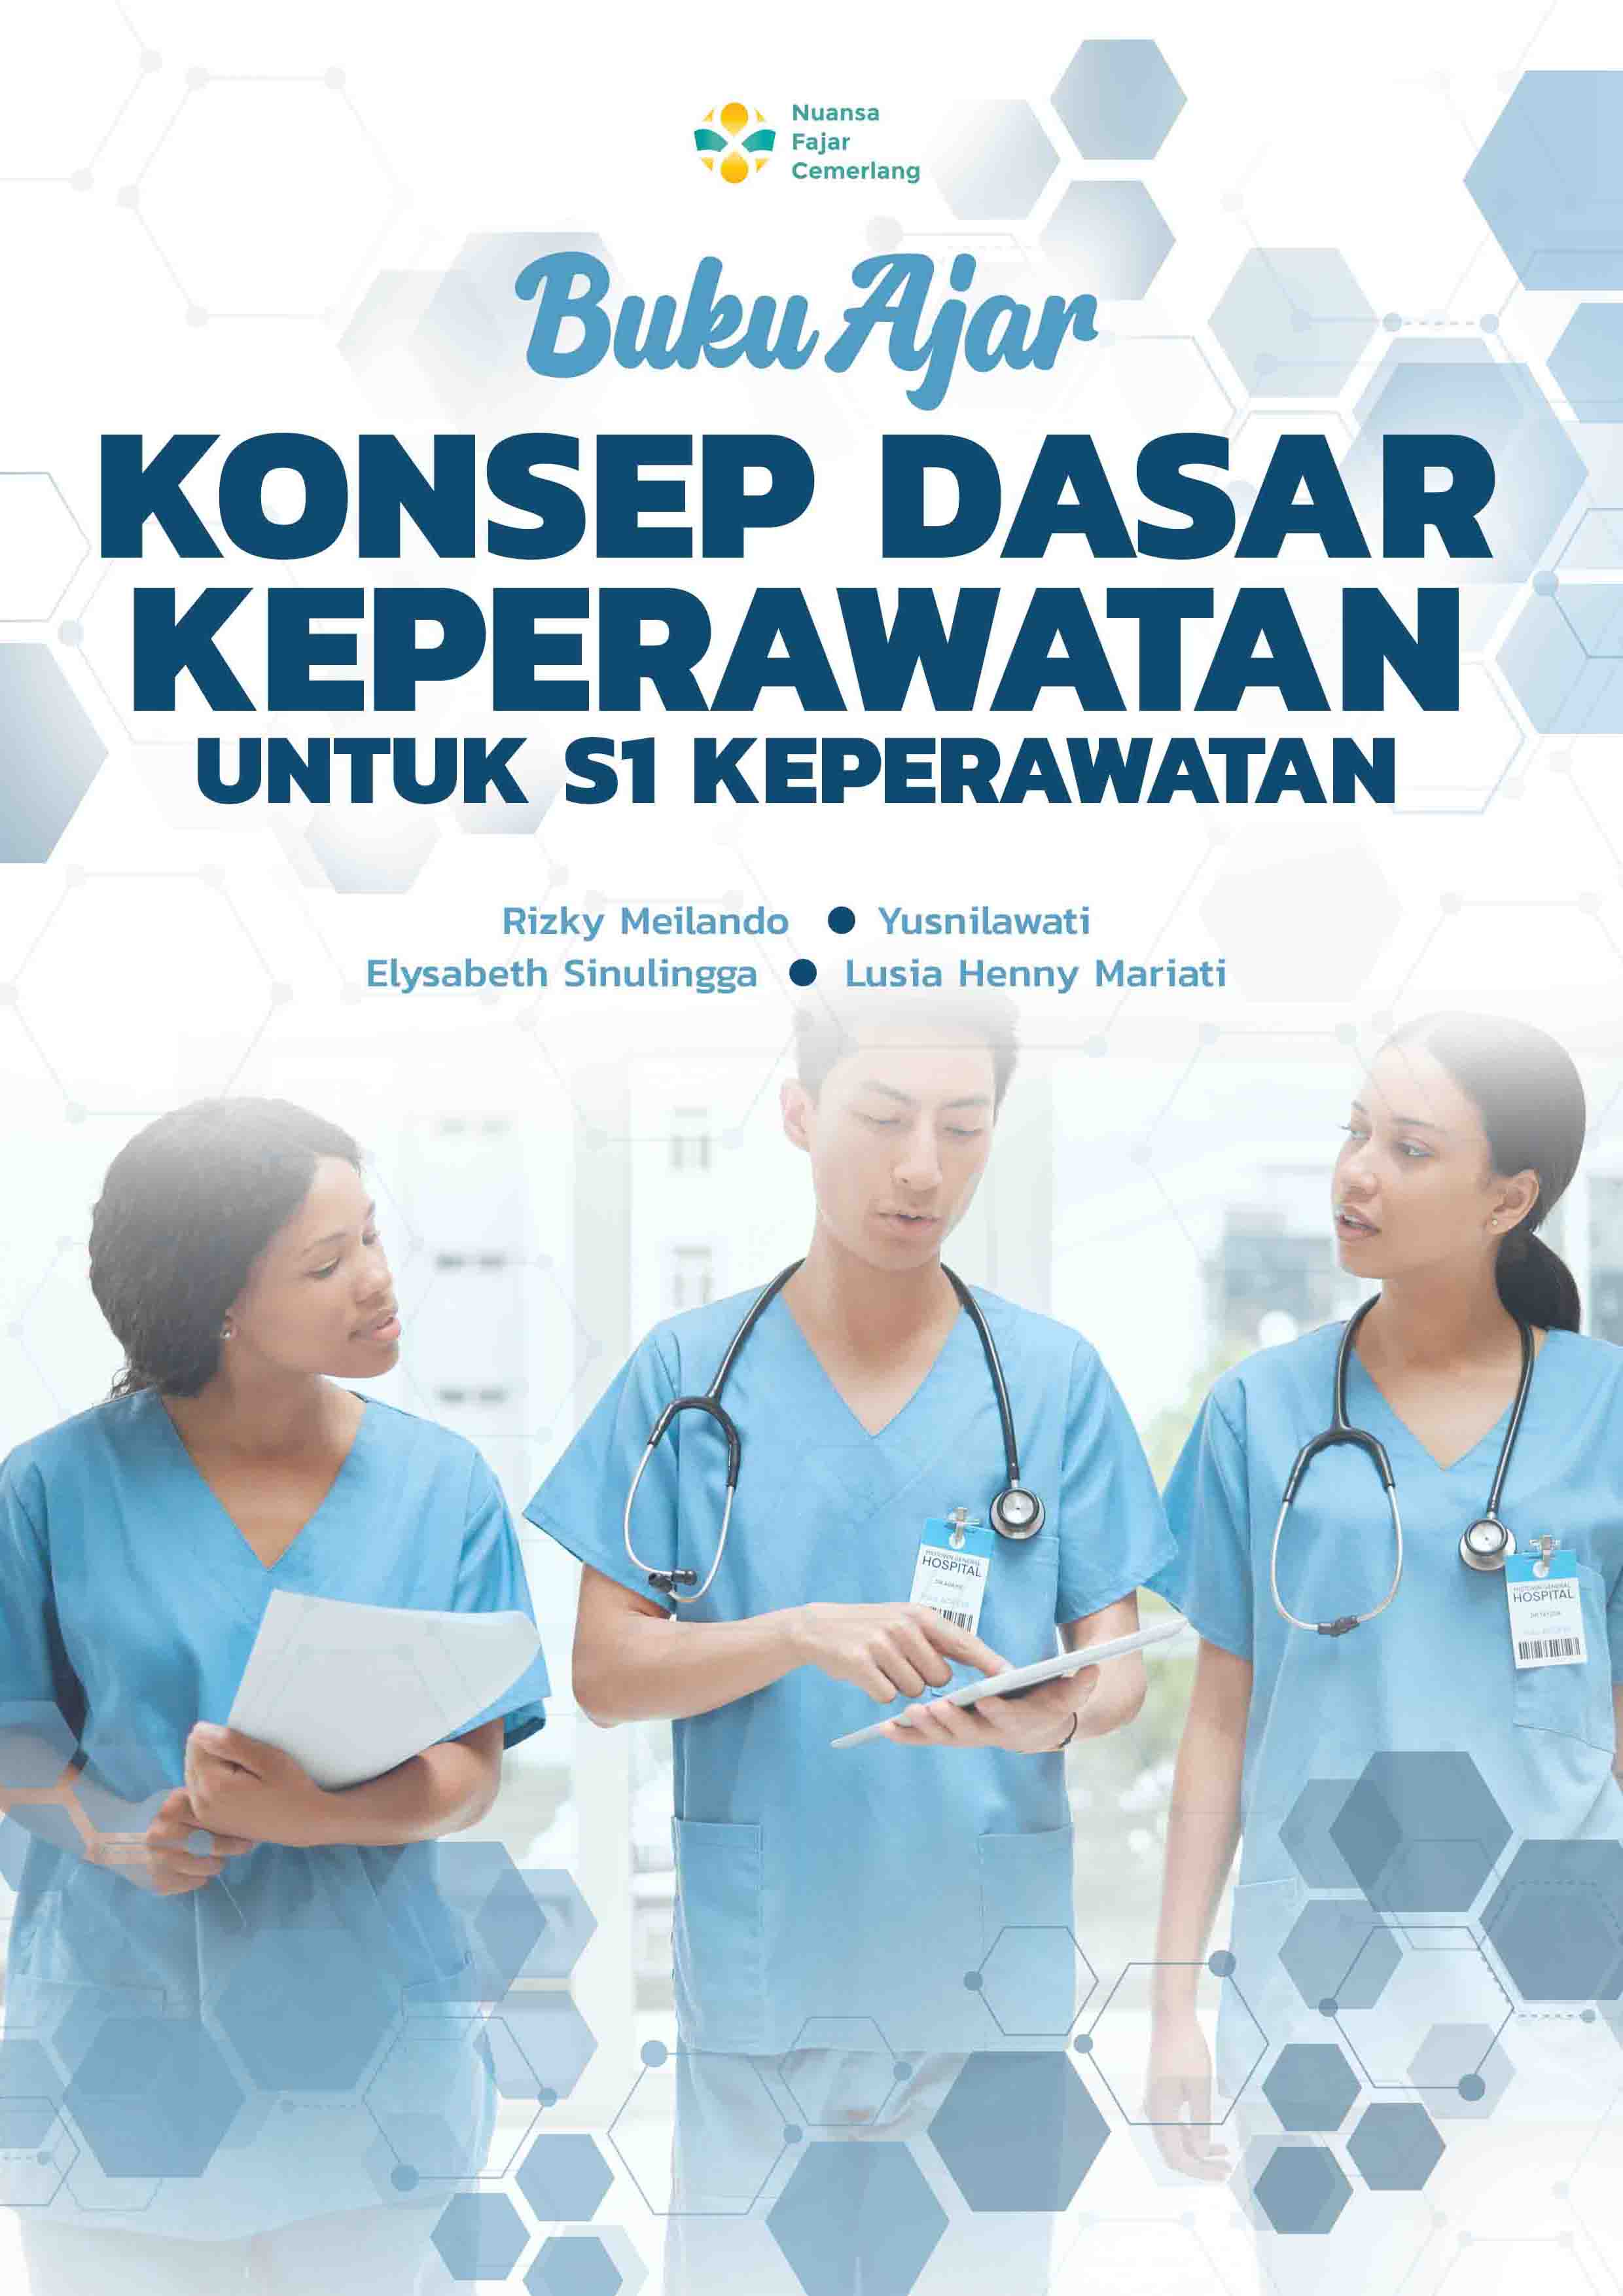 Nuansa
Fajar
Cemerlang
Buku Ajar
KONSEP DASAR
KEPERAWATAN
UNTUK S1 KEPERAWATAN
Rizky Meilando ● Yusnilawati
Elysabeth Sinulingga ● Lusia Henny Mariati
HOSPITAL
HOSPITAL